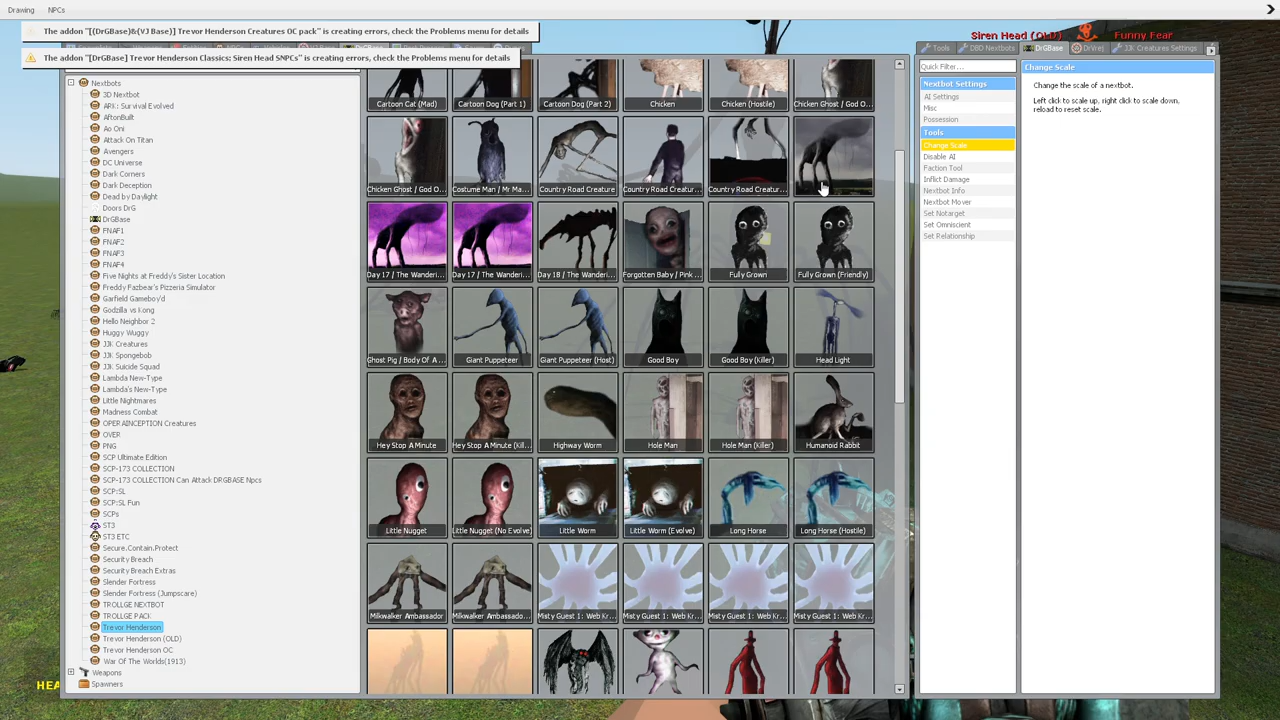 Drawing NPCs
The addon "[(DrGBase)&(VJ Base)] Trevor Henderson Creatures OC pack" is creating errors, check the Problems menu for details
The addon "[DrGBase] Trevor Henderson Classics: Siren Head SNPCs" is creating errors, check the Problems menu for details
Siren Head (OLD) Funny Fear
Tools DBD Nextbots DrGBase DrVrej JJK Creatures Settings
Nextbots
3D Nextbot
ARK: Survival Evolved
AftonBuilt
Ao Oni
Attack On Titan
Avengers
DC Universe
Dark Corners
Dark Deception
Dead by Daylight
Doors DrG
DrGBase
FNAF1
FNAF2
FNAF3
FNAF4
Five Nights at Freddy's Sister Location
Freddy Fazbear's Pizzeria Simulator
Garfield Gameboy'd
Godzilla vs Kong
Hello Neighbor 2
Huggy Wuggy
JJK Creatures
JJk Spongebob
JJk Suicide Squad
Lambda New-Type
Lambda's New-Type
Little Nightmares
Madness Combat
OPERAINCEPTION Creatures
OVER
PNG
SCP Ultimate Edition
SCP-173 COLLECTION
SCP-173 COLLECTION Can Attack DRGBASE Npcs
SCP:SL
SCP:SL Fun
SCPs
ST3
ST3 ETC
Secure.Contain.Protect
Security Breach
Security Breach Extras
Slender Fortress
Slender Fortress (Jumpscare)
TROLLGE NEXTBOT
TROLLGE PACK
Trevor Henderson
Trevor Henderson (OLD)
Trevor Henderson OC
War Of The Worlds(1913)
Weapons
Spawners
Cartoon Cat (Mad) Cartoon Dog (Part 1) Cartoon Dog (Part 2) Chicken Chicken (Hostile) Chicken Ghost / God O...
Chicken Ghost / God O... Costume Man / Mr Ma... Country Road Creature Country Road Creatur... Country Road Creatur...
Day 17 / The Wanderi... Day 17 / The Wanderi... Day 18 / The Wanderi... Forgotten Baby / Pink ... Fully Grown Fully Grown (Friendly)
Ghost Pig / Body Of A ... Giant Puppeteer Giant Puppeteer (Host) Good Boy Good Boy (Killer) Head Light
Hey Stop A Minute Hey Stop A Minute (Kill... Highway Worm Hole Man Hole Man (Killer) Humanoid Rabbit
Little Nugget Little Nugget (No Evolve) Little Worm Little Worm (Evolve) Long Horse Long Horse (Hostile)
Milkwalker Ambassador Milkwalker Ambassado... Misty Guest 1: Web Kr... Misty Guest 1: Web Kr... Misty Guest 1: Web Kr... Misty Guest 1: Web Kr...
Quick Filter...
Nextbot Settings
AI Settings
Misc
Possession
Tools
Change Scale
Disable AI
Faction Tool
Inflict Damage
Nextbot Info
Nextbot Mover
Set Notarget
Set Omniscient
Set Relationship
Change Scale
Change the scale of a nextbot.
Left click to scale up, right click to scale down,
reload to reset scale.
HEA